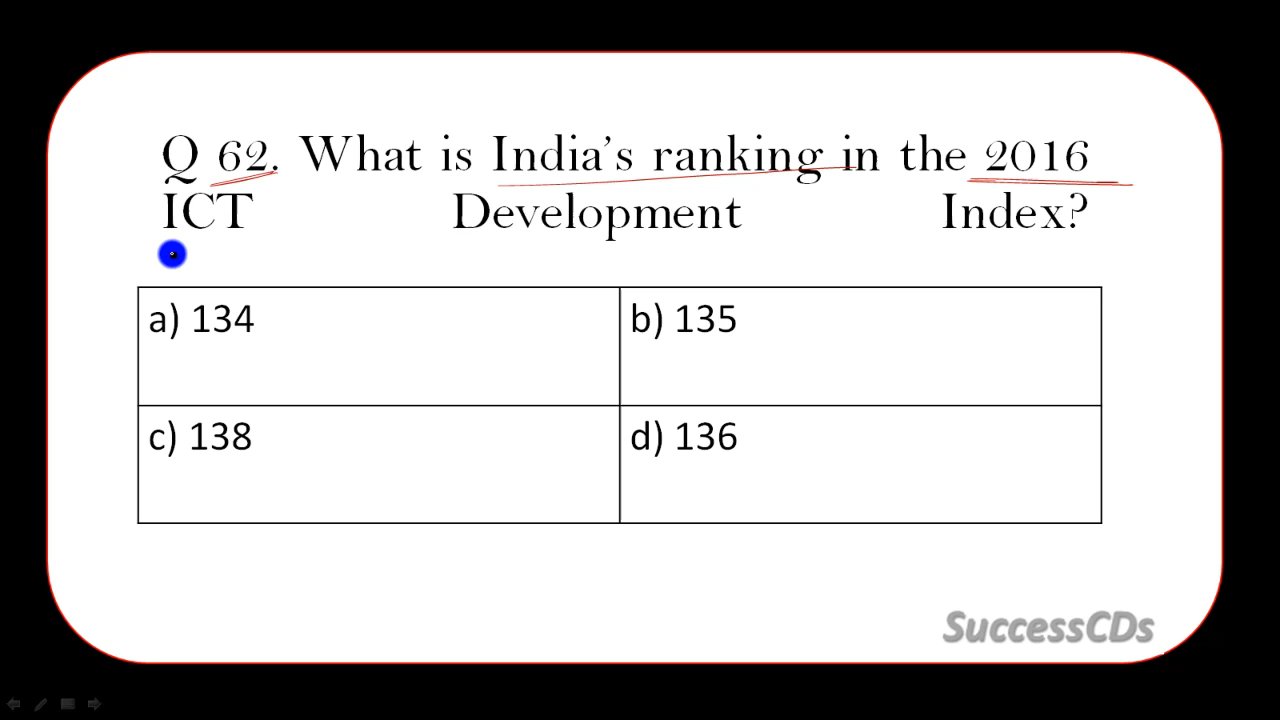 Q 62. What is India's ranking in the 2016
ICT Development Index?
a) 134
b) 135
c) 138
d) 136
SuccessCDs